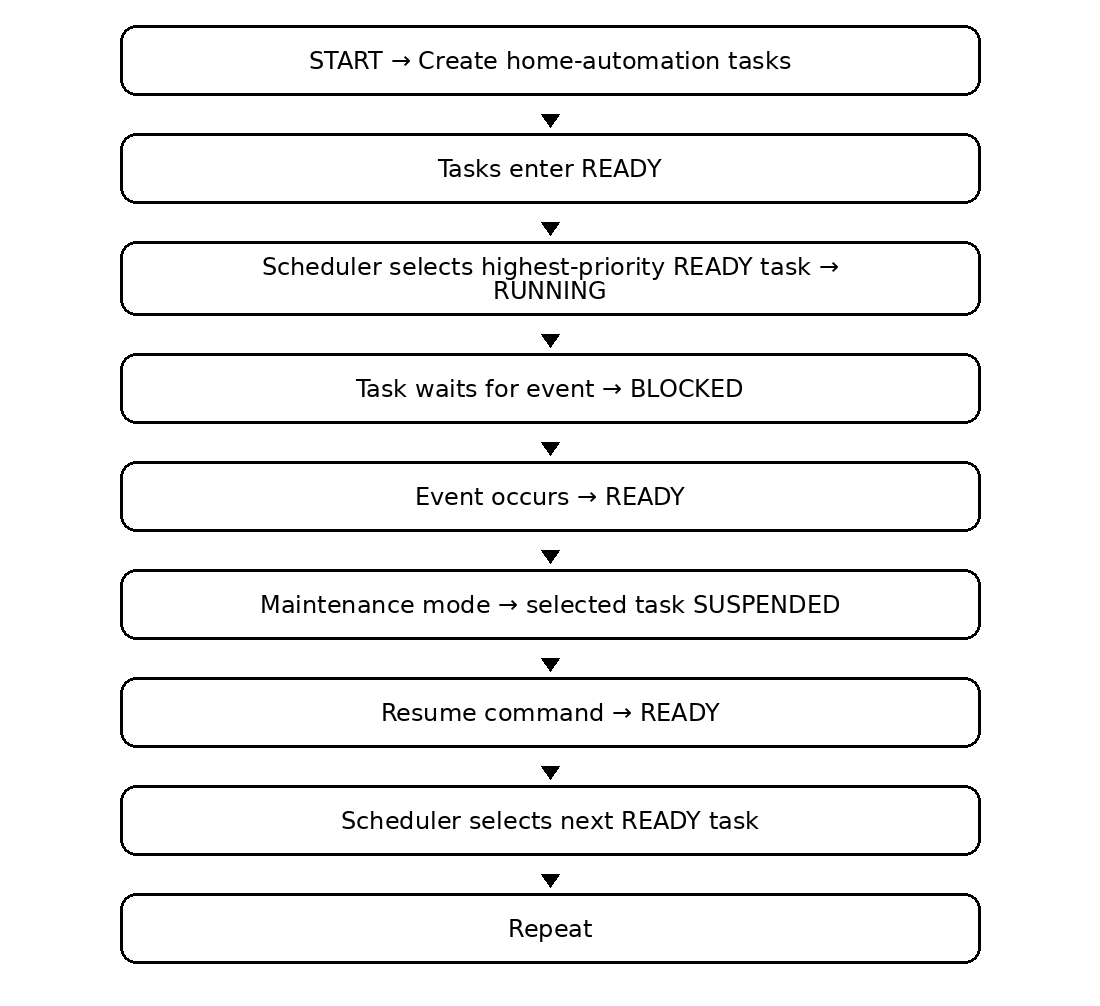 START → Create home-automation tasks
Tasks enter READY
Scheduler selects highest-priority READY task →
RUNNING
Task waits for event → BLOCKED
Event occurs → READY
Maintenance mode → selected task SUSPENDED
Resume command → READY
Scheduler selects next READY task
Repeat